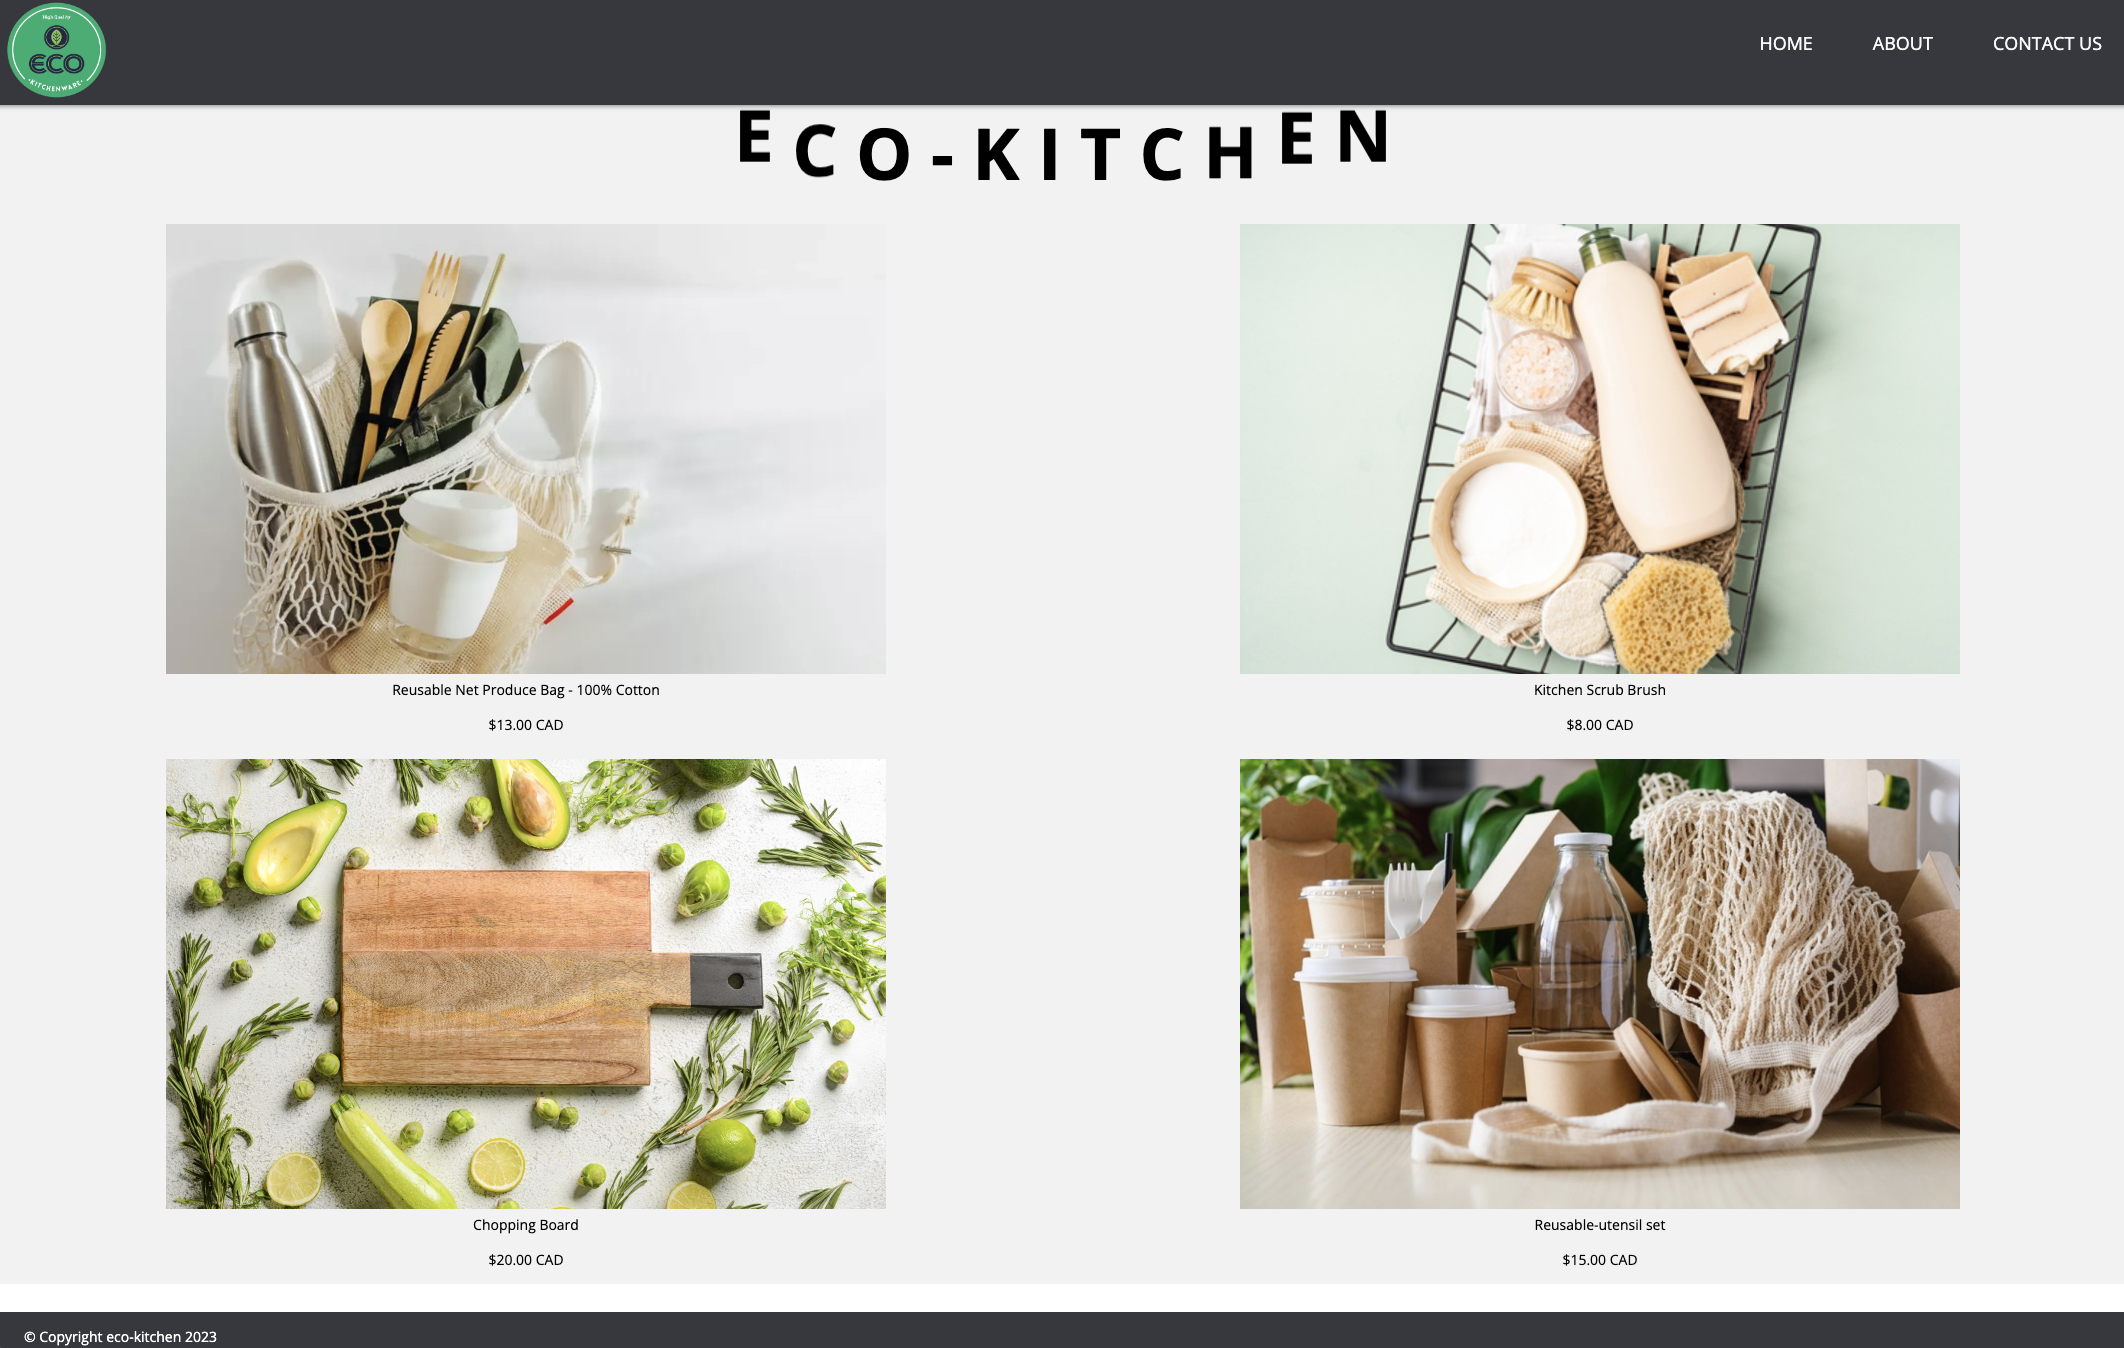 High Quality
ECO
·KITCHENWARE·
HOME ABOUT CONTACT US
ECO-KITCHEN
Reusable Net Produce Bag - 100% Cotton
$13.00 CAD
Kitchen Scrub Brush
$8.00 CAD
Chopping Board
$20.00 CAD
Reusable-utensil set
$15.00 CAD
© Copyright eco-kitchen 2023